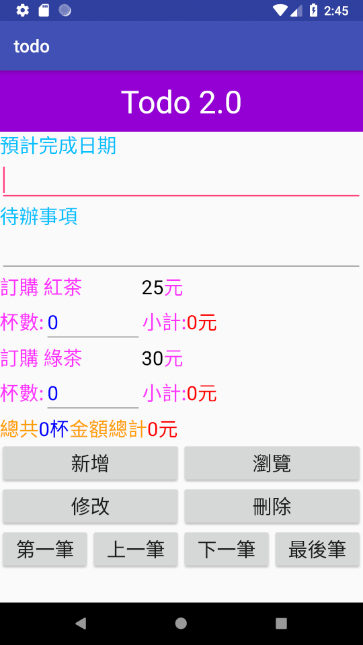 2:45
todo
Todo 2.0
預計完成日期
待辦事項
訂購 紅茶 25元
杯數: 0 小計:0元
訂購 綠茶 30元
杯數: 0 小計:0元
總共0杯金額總計0元
新增 瀏覽
修改 刪除
第一筆 上一筆 下一筆 最後筆